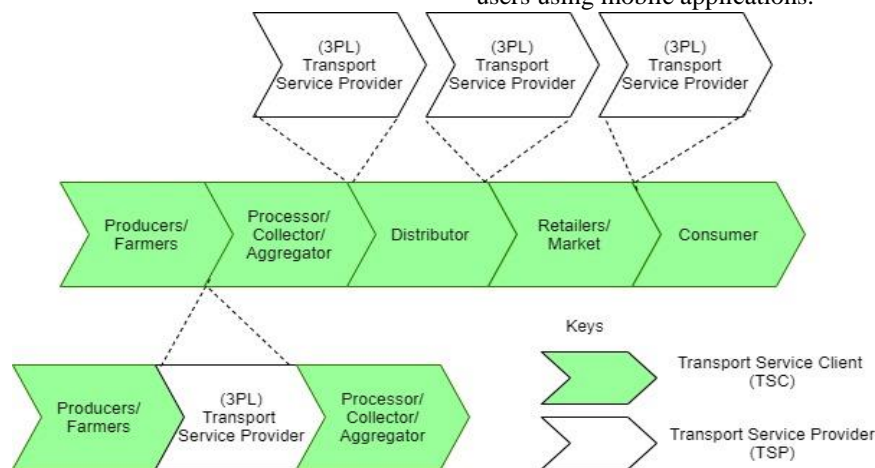 users using mobile applications.
(3PL)
Transport
Service Provider
(3PL)
Transport
Service Provider
(3PL)
Transport
Service Provider
Producers/
Farmers
Processor/
Collector/
Aggregator
Distributor
Retailers/
Market
Consumer
Keys
Producers/
Farmers
(3PL)
Transport
Service Provider
Processor/
Collector/
Aggregator
Transport Service Client
(TSC)
Transport Service Provider
(TSP)